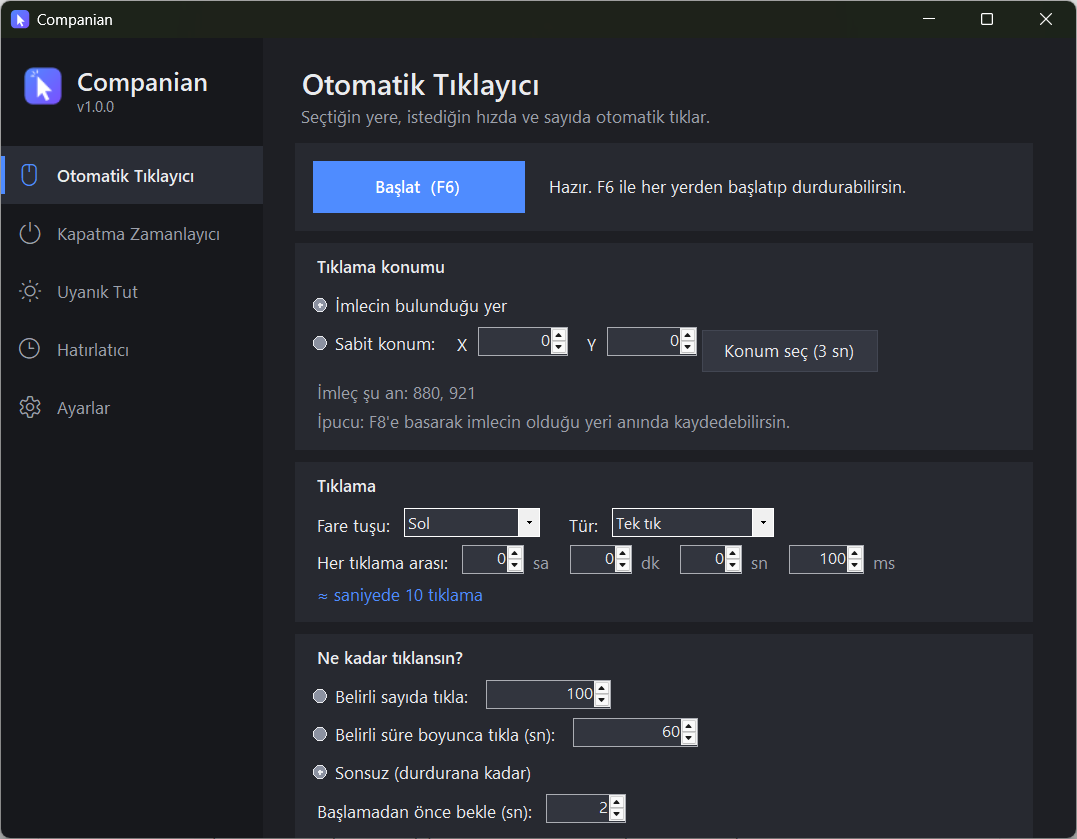 Companian
Companian
v1.0.0
Otomatik Tıklayıcı
Kapatma Zamanlayıcı
Uyanık Tut
Hatırlatıcı
Ayarlar
Otomatik Tıklayıcı
Seçtiğin yere, istediğin hızda ve sayıda otomatik tıklar.
Başlat (F6)
Hazır. F6 ile her yerden başlatıp durdurabilirsin.
Tıklama konumu
İmlecin bulunduğu yer
Sabit konum: X 0 Y 0 Konum seç (3 sn)
İmleç şu an: 880, 921
İpucu: F8'e basarak imlecin olduğu yeri anında kaydedebilirsin.
Tıklama
Fare tuşu: Sol Tür: Tek tık
Her tıklama arası: 0 sa 0 dk 0 sn 100 ms
≈ saniyede 10 tıklama
Ne kadar tıklansın?
Belirli sayıda tıkla: 100
Belirli süre boyunca tıkla (sn): 60
Sonsuz (durdurana kadar)
Başlamadan önce bekle (sn): 2